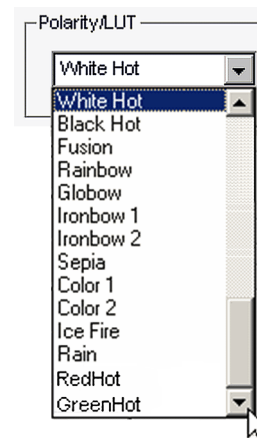 Polarity/LUT
White Hot
White Hot
Black Hot
Fusion
Rainbow
Globow
Ironbow 1
Ironbow 2
Sepia
Color 1
Color 2
Ice Fire
Rain
RedHot
GreenHot